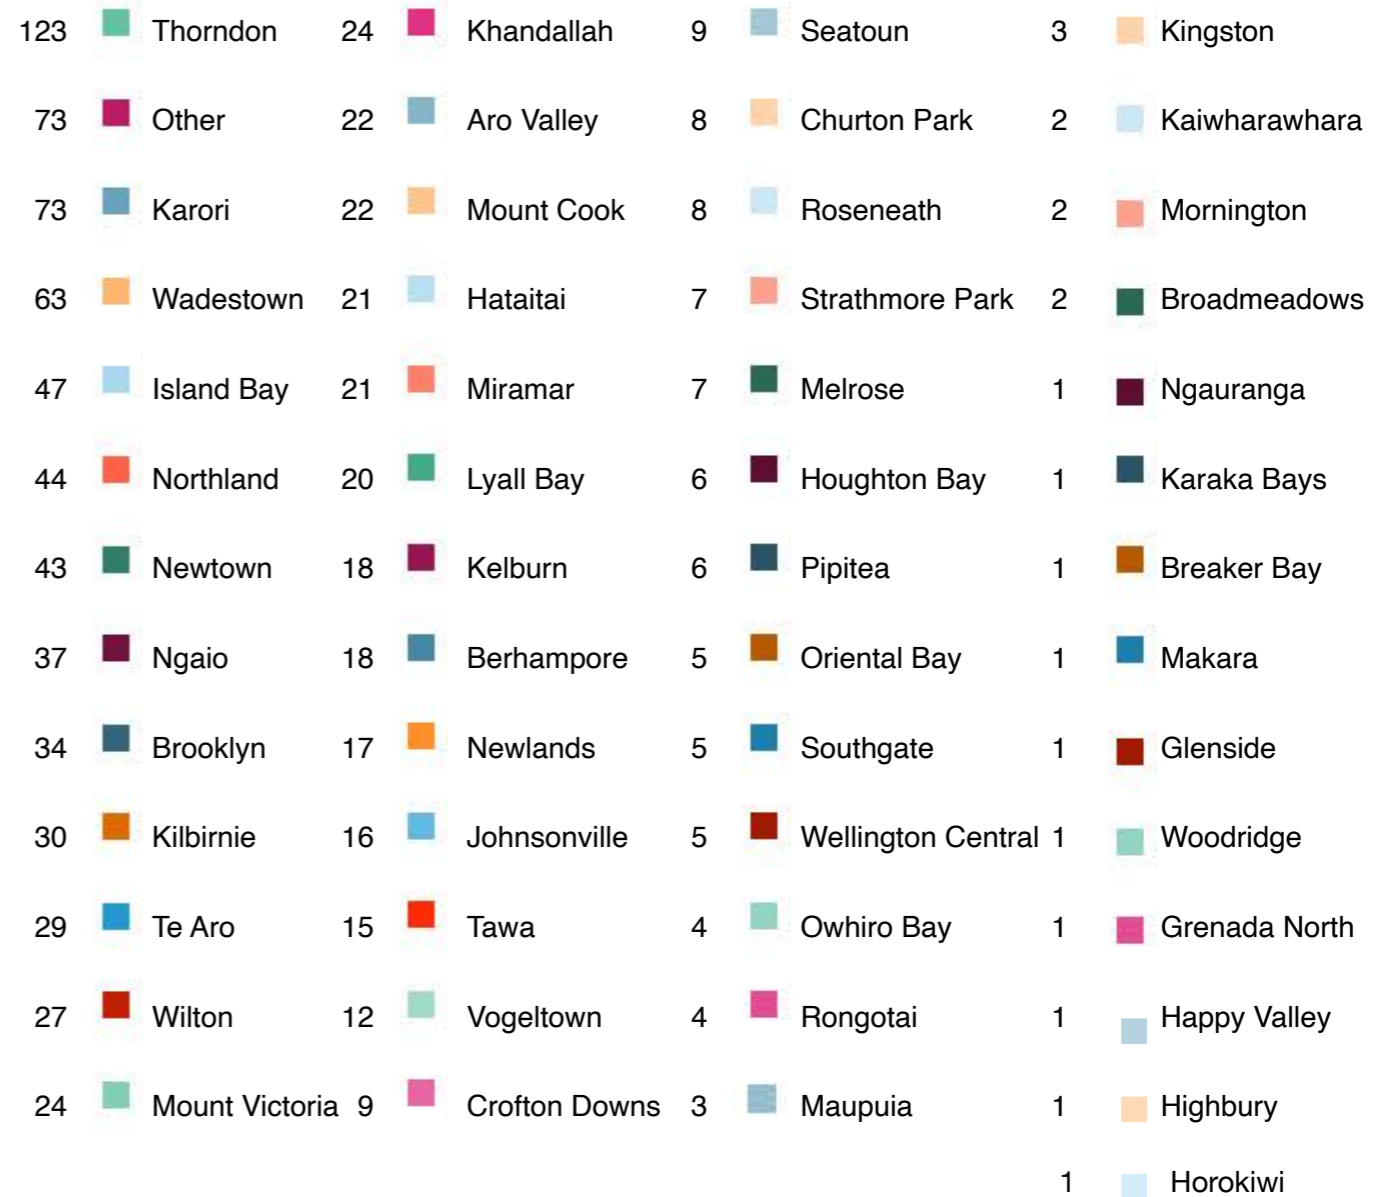 123 Thorndon 24 Khandallah 9 Seatoun 3 Kingston
73 Other 22 Aro Valley 8 Churton Park 2 Kaiwharawhara
73 Karori 22 Mount Cook 8 Roseneath 2 Mornington
63 Wadestown 21 Hataitai 7 Strathmore Park 2 Broadmeadows
47 Island Bay 21 Miramar 7 Melrose 1 Ngauranga
44 Northland 20 Lyall Bay 6 Houghton Bay 1 Karaka Bays
43 Newtown 18 Kelburn 6 Pipitea 1 Breaker Bay
37 Ngaio 18 Berhampore 5 Oriental Bay 1 Makara
34 Brooklyn 17 Newlands 5 Southgate 1 Glenside
30 Kilbirnie 16 Johnsonville 5 Wellington Central 1 Woodridge
29 Te Aro 15 Tawa 4 Owhiro Bay 1 Grenada North
27 Wilton 12 Vogeltown 4 Rongotai 1 Happy Valley
24 Mount Victoria 9 Crofton Downs 3 Maupuia 1 Highbury
1 Horokiwi